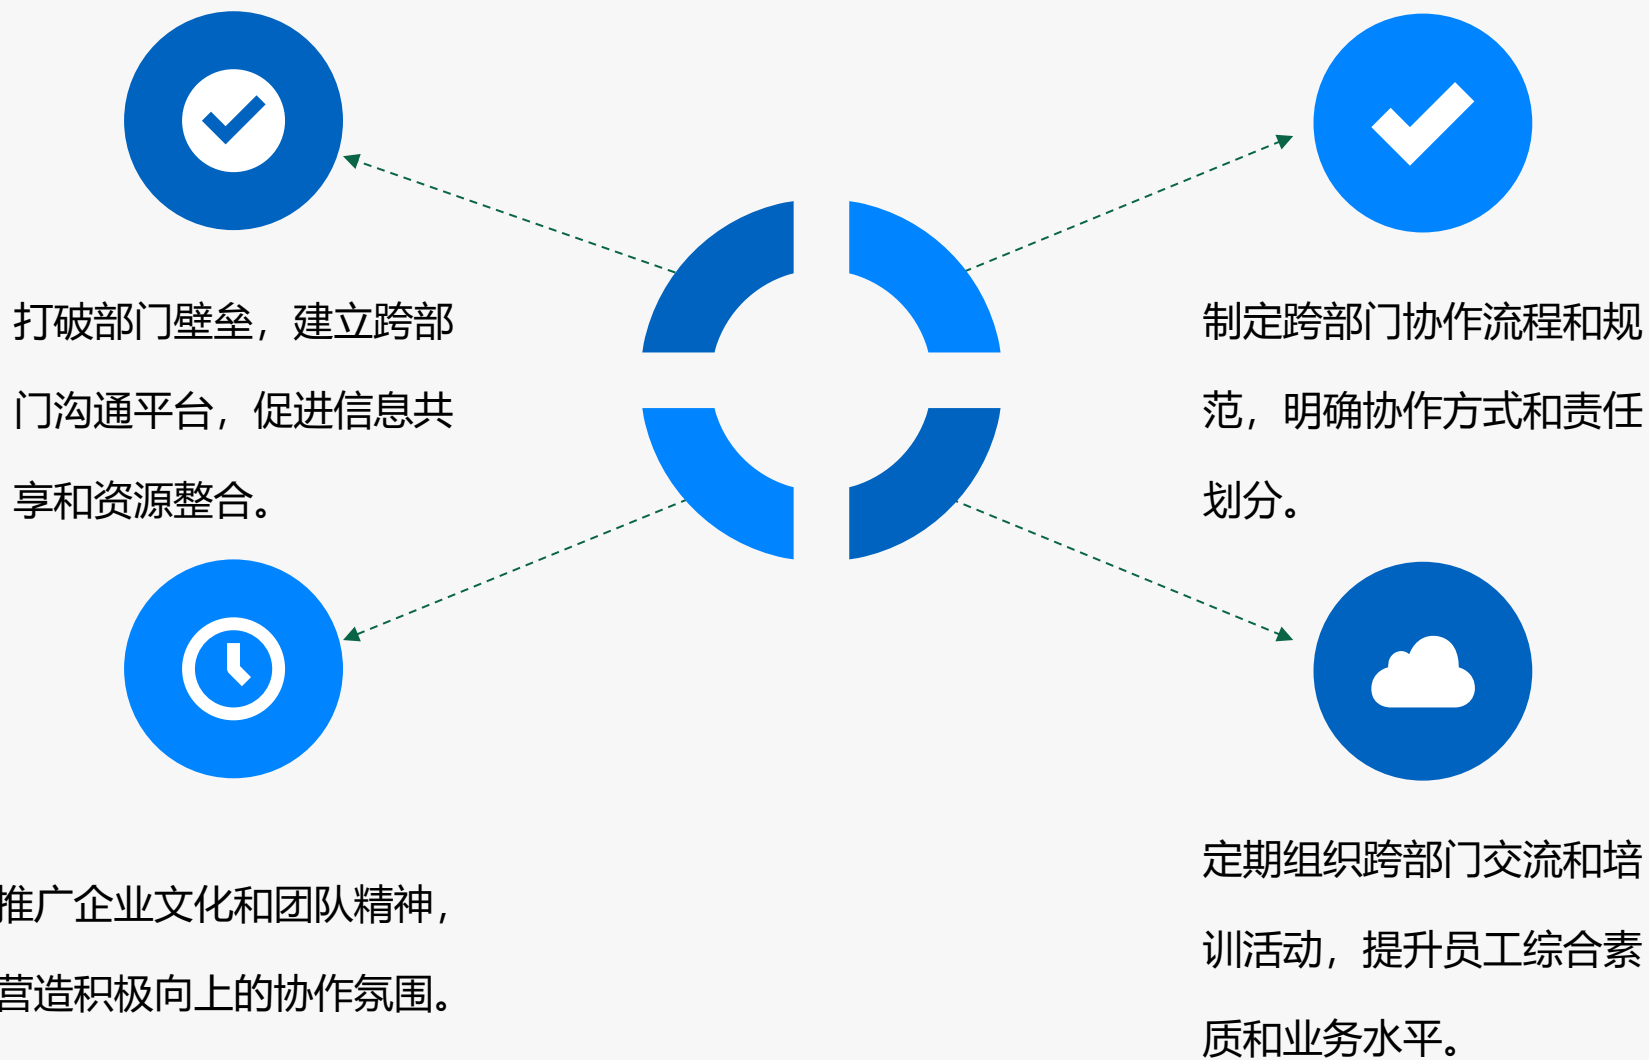 打破部门壁垒，建立跨部
门沟通平台，促进信息共
享和资源整合。
制定跨部门协作流程和规
范，明确协作方式和责任
划分。
推广企业文化和团队精神，
营造积极向上的协作氛围。
定期组织跨部门交流和培
训活动，提升员工综合素
质和业务水平。